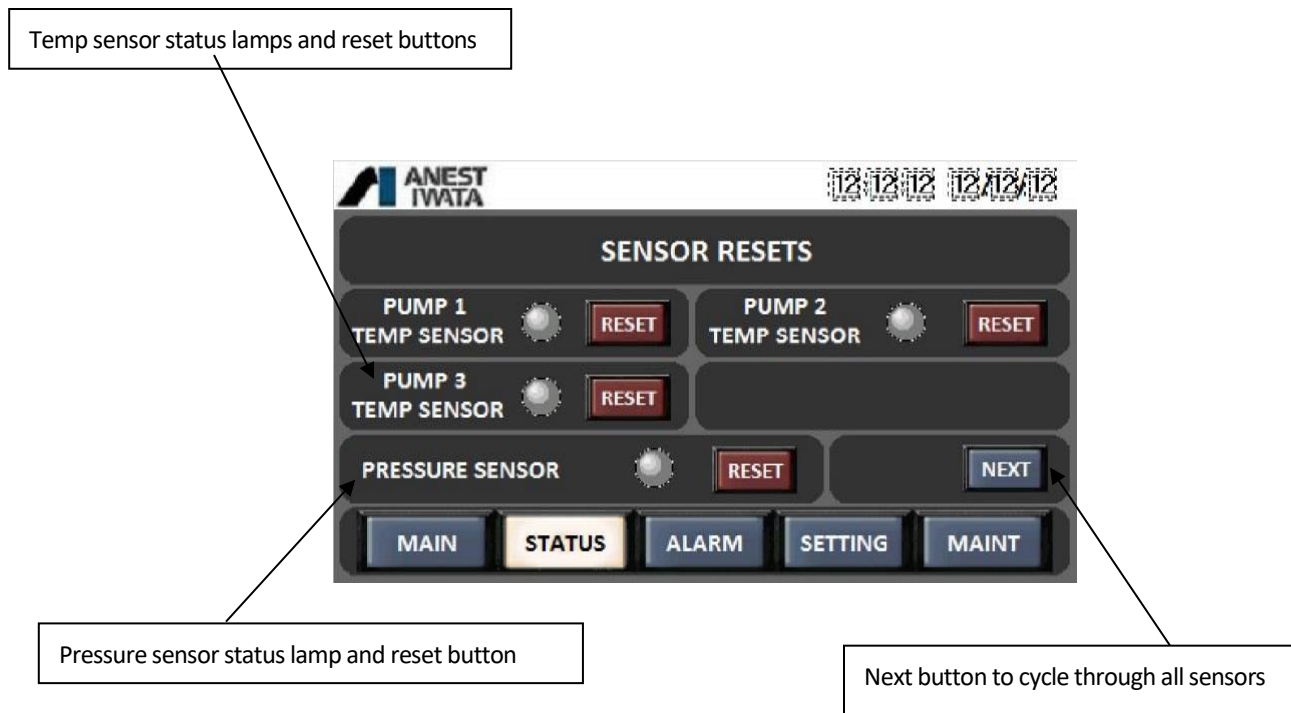 Temp sensor status lamps and reset buttons
ANEST
IWATA
12:12:12 12/12/12
SENSOR RESETS
PUMP 1
TEMP SENSOR
RESET
PUMP 2
TEMP SENSOR
RESET
PUMP 3
TEMP SENSOR
RESET
PRESSURE SENSOR
RESET
NEXT
MAIN
STATUS
ALARM
SETTING
MAINT
Pressure sensor status lamp and reset button
Next button to cycle through all sensors